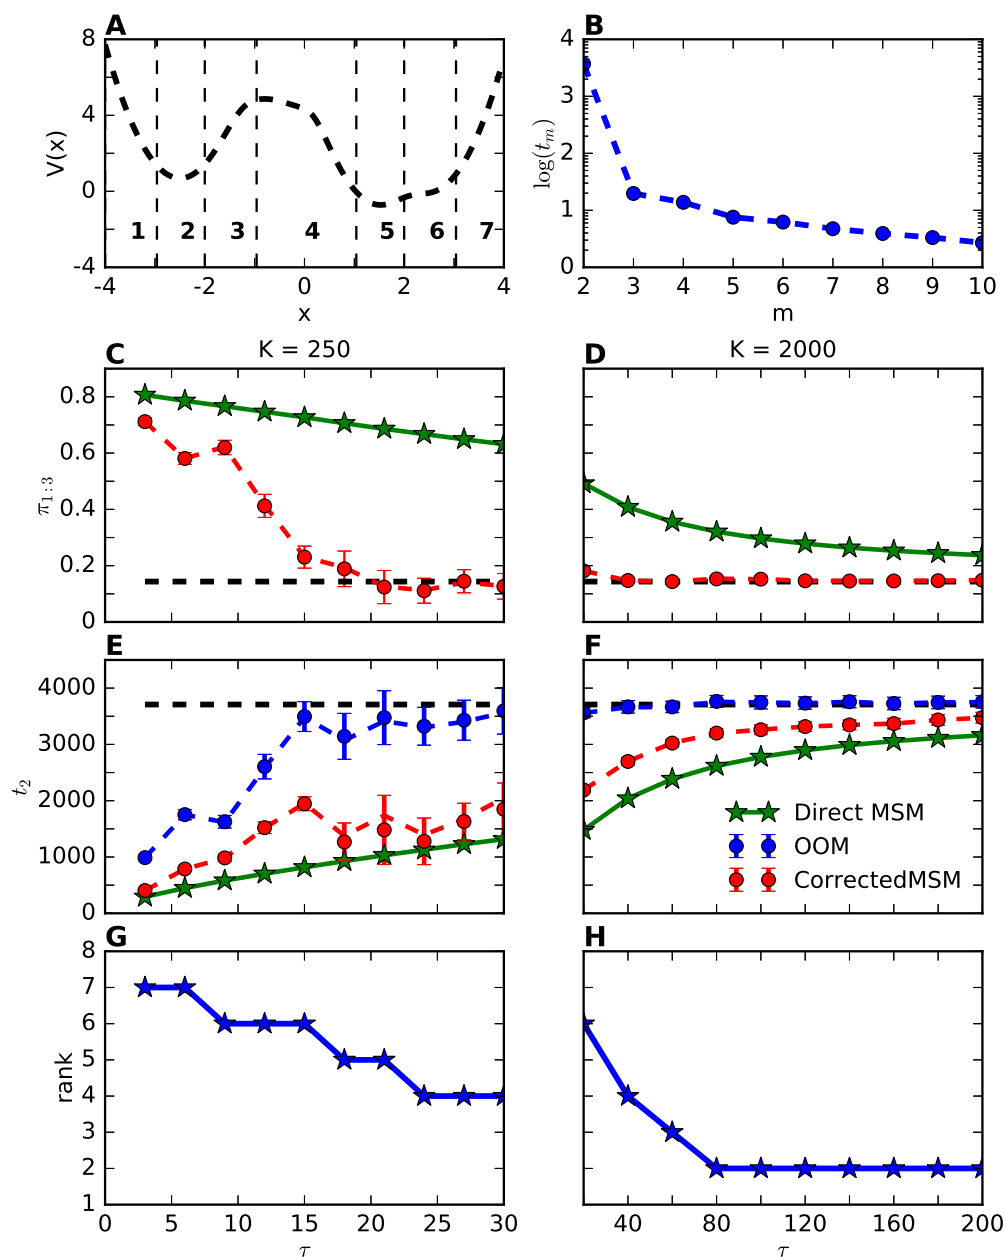 A
B
8
4
0
-4
V(x)
1 2 3 4 5 6 7
-4 -2 0 2 4
x
4
3
2
1
0
log(t_m)
2 3 4 5 6 7 8 9 10
m
C
K = 250
D
K = 2000
0.8
0.6
0.4
0.2
0
π_{1:3}
E
F
4000
3000
2000
1000
0
t_2
Direct MSM
OOM
CorrectedMSM
G
H
8
7
6
5
4
3
2
1
rank
0 5 10 15 20 25 30
τ
40 80 120 160 200
τ